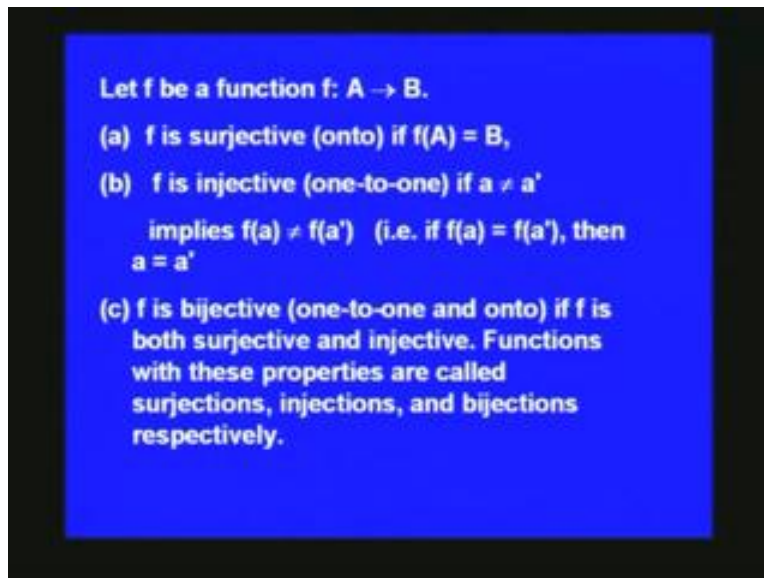 Let f be a function f: A → B.
(a) f is surjective (onto) if f(A) = B,
(b) f is injective (one-to-one) if a ≠ a'
implies f(a) ≠ f(a') (i.e. if f(a) = f(a'), then
a = a'
(c) f is bijective (one-to-one and onto) if f is
both surjective and injective. Functions
with these properties are called
surjections, injections, and bijections
respectively.